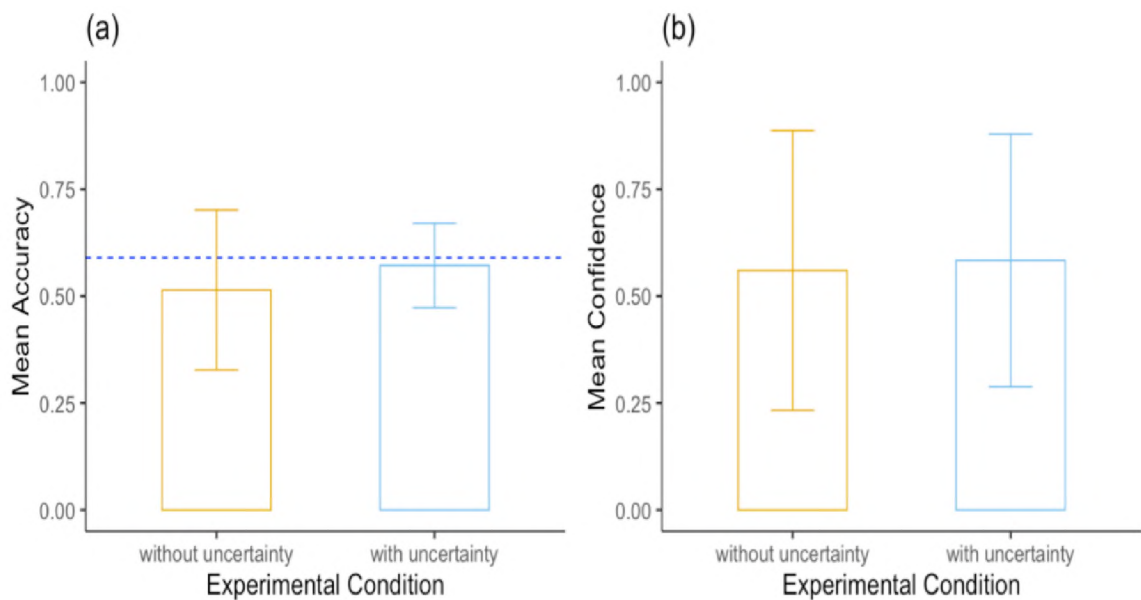 (a)
Mean Accuracy
1.00
0.75
0.50
0.25
0.00
without uncertainty
with uncertainty
Experimental Condition
(b)
Mean Confidence
1.00
0.75
0.50
0.25
0.00
without uncertainty
with uncertainty
Experimental Condition